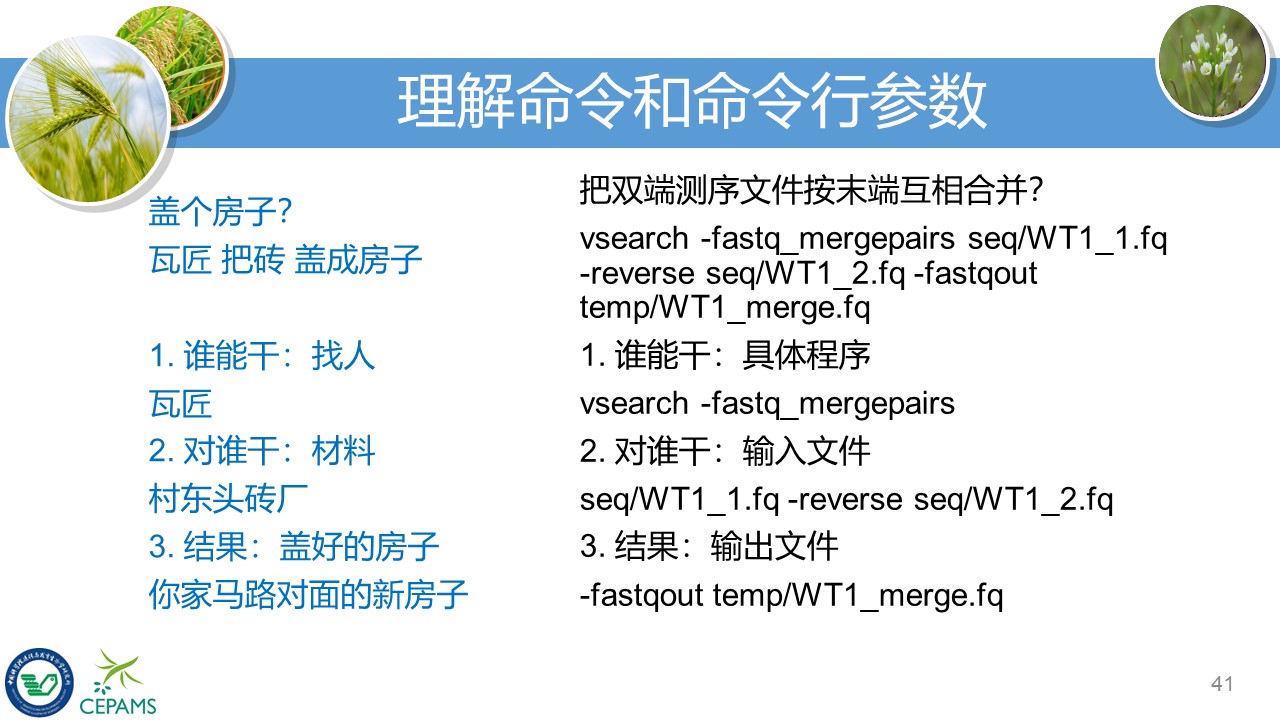 理解命令和命令行参数
盖个房子?
瓦匠 把砖 盖成房子
1. 谁能干：找人
瓦匠
2. 对谁干：材料
村东头砖厂
3. 结果：盖好的房子
你家马路对面的新房子
把双端测序文件按末端互相合并?
vsearch -fastq_mergepairs seq/WT1_1.fq
-reverse seq/WT1_2.fq -fastqout
temp/WT1_merge.fq
1. 谁能干：具体程序
vsearch -fastq_mergepairs
2. 对谁干：输入文件
seq/WT1_1.fq -reverse seq/WT1_2.fq
3. 结果：输出文件
-fastqout temp/WT1_merge.fq
CEPAMS
41